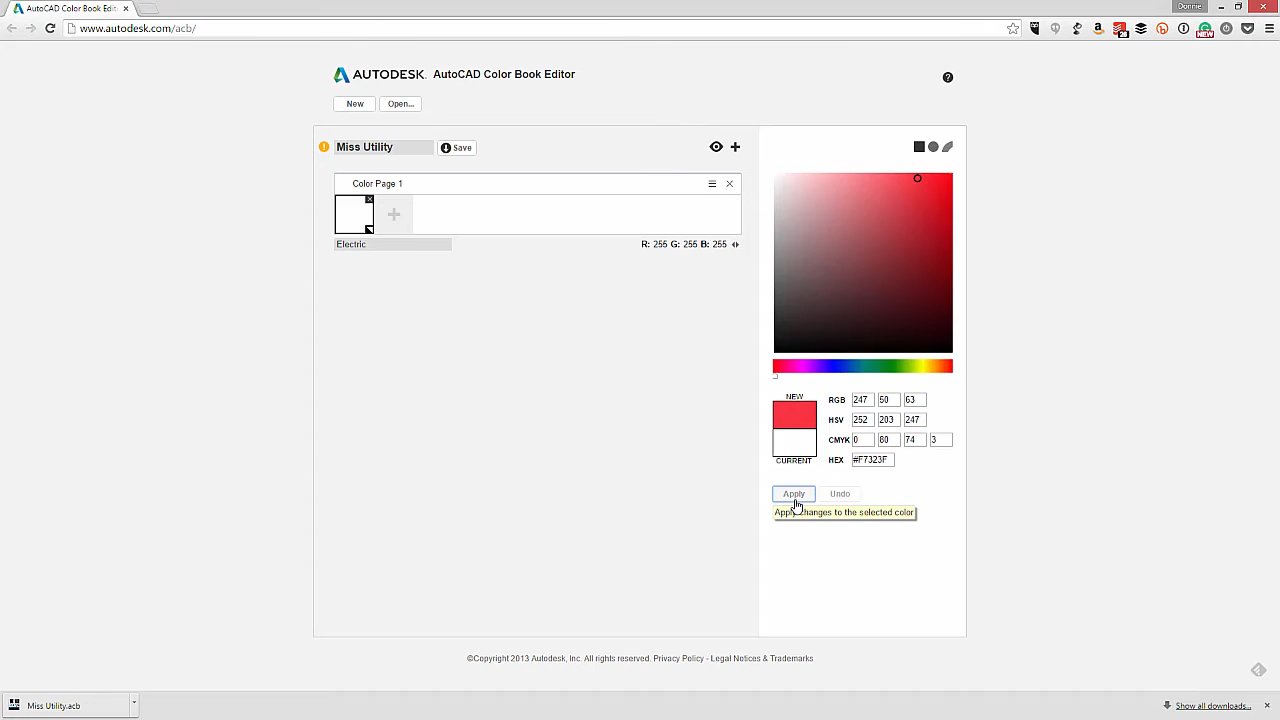 AutoCAD Color Book Edit
Donnie
www.autodesk.com/acb/
28
NEW
AUTODESK. AutoCAD Color Book Editor
?
New Open...
! Miss Utility Save
Color Page 1
Electric R: 255 G: 255 B: 255
NEW
CURRENT
RGB 247 50 63
HSV 252 203 247
CMYK 0 80 74 3
HEX #F7323F
Apply Undo
Apply changes to the selected color
©Copyright 2013 Autodesk, Inc. All rights reserved. Privacy Policy - Legal Notices & Trademarks
Miss Utility.acb
Show all downloads...